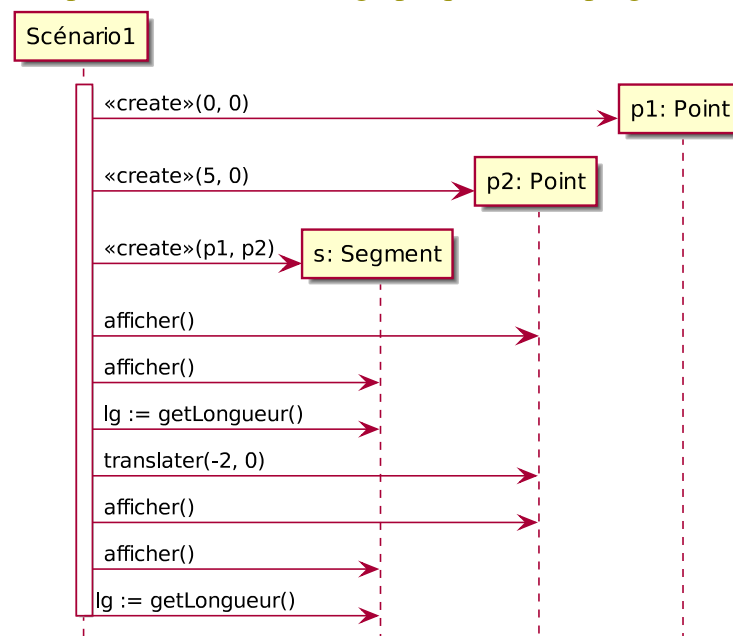 Scénario1
«create»(0, 0)
p1: Point
«create»(5, 0)
p2: Point
«create»(p1, p2)
s: Segment
afficher()
afficher()
lg := getLongueur()
translater(-2, 0)
afficher()
afficher()
lg := getLongueur()